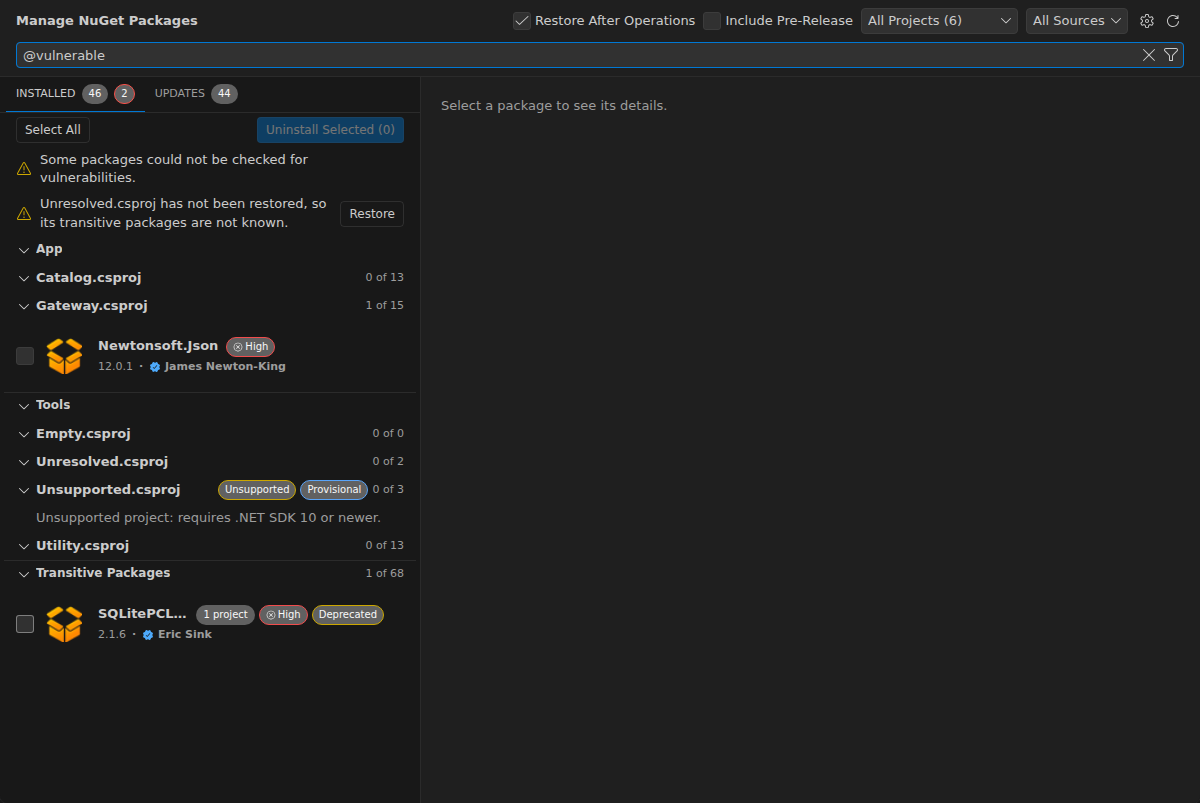 Manage NuGet Packages
Restore After Operations
Include Pre-Release
All Projects (6)
All Sources
@vulnerable
INSTALLED 46 2
UPDATES 44
Select All
Uninstall Selected (0)
Some packages could not be checked for
vulnerabilities.
Unresolved.csproj has not been restored, so
its transitive packages are not known.
Restore
App
Catalog.csproj 0 of 13
Gateway.csproj 1 of 15
Newtonsoft.Json High
12.0.1 · James Newton-King
Tools
Empty.csproj 0 of 0
Unresolved.csproj 0 of 2
Unsupported.csproj Unsupported Provisional 0 of 3
Unsupported project: requires .NET SDK 10 or newer.
Utility.csproj 0 of 13
Transitive Packages 1 of 68
SQLitePCL... 1 project High Deprecated
2.1.6 · Eric Sink
Select a package to see its details.